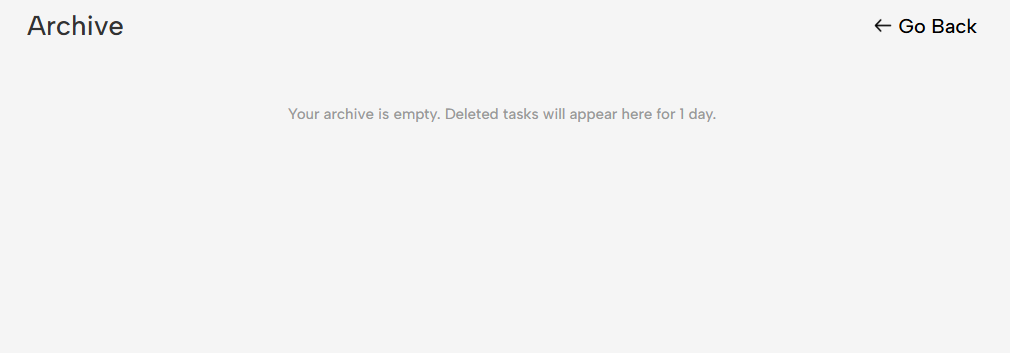 Archive
← Go Back
Your archive is empty. Deleted tasks will appear here for 1 day.